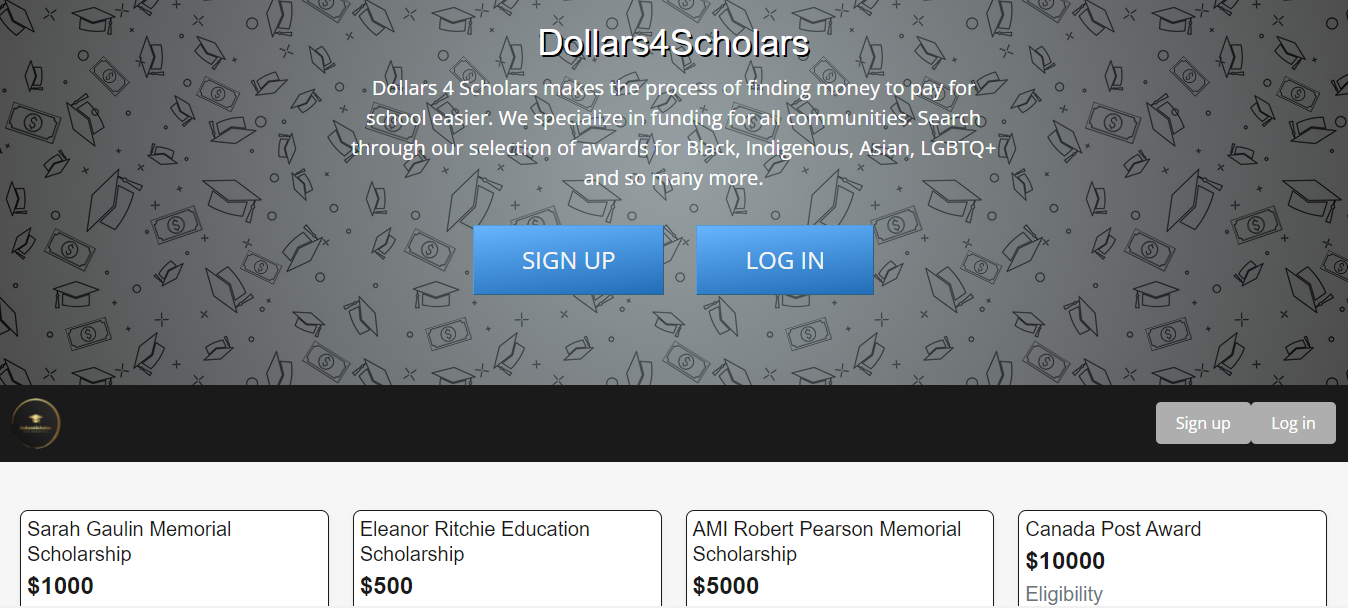 Dollars4Scholars
Dollars 4 Scholars makes the process of finding money to pay for
school easier. We specialize in funding for all communities. Search
through our selection of awards for Black, Indigenous, Asian, LGBTQ+
and so many more.
SIGN UP
LOG IN
Sign up
Log in
Sarah Gaulin Memorial
Scholarship
$1000
Eleanor Ritchie Education
Scholarship
$500
AMI Robert Pearson Memorial
Scholarship
$5000
Canada Post Award
$10000
Eligibility